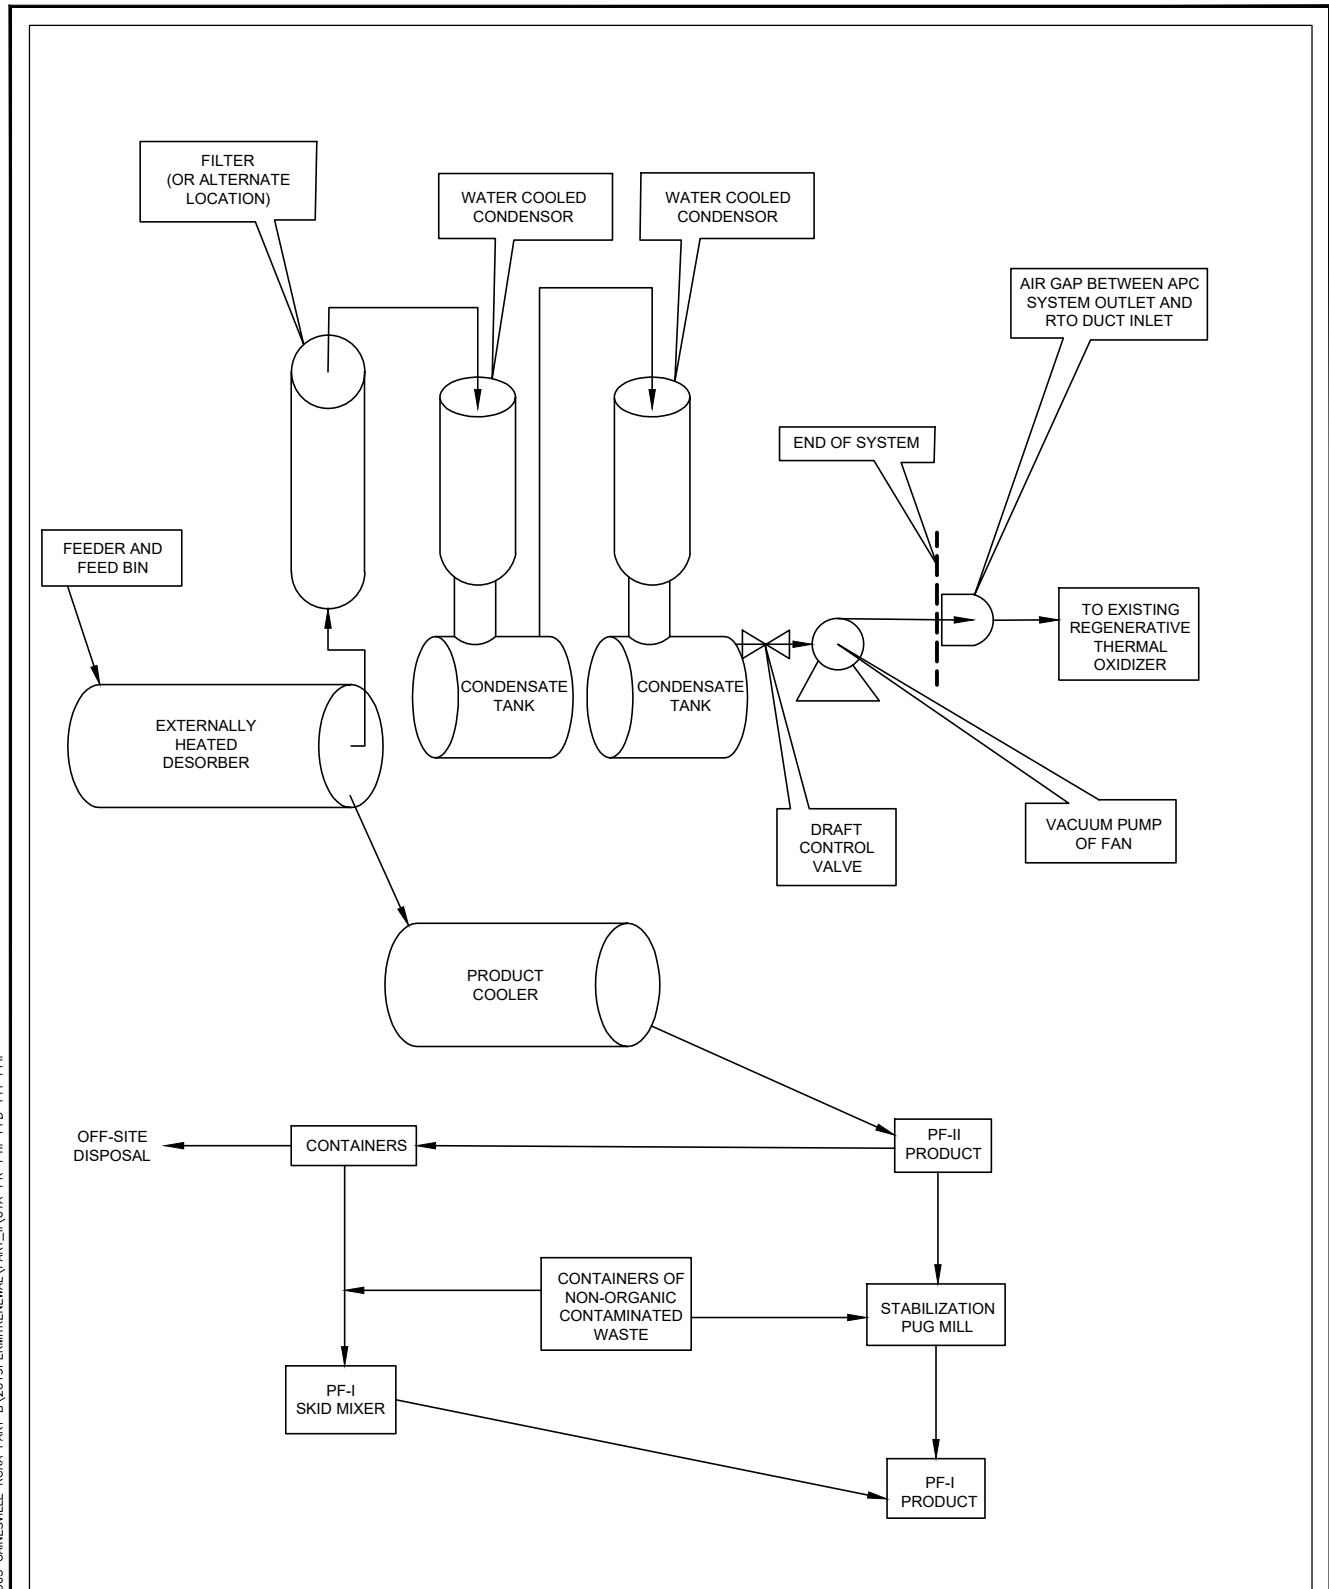 FILTER
(OR ALTERNATE
LOCATION)
WATER COOLED
CONDENSOR
WATER COOLED
CONDENSOR
AIR GAP BETWEEN APC
SYSTEM OUTLET AND
RTO DUCT INLET
END OF SYSTEM
FEEDER AND
FEED BIN
TO EXISTING
REGENERATIVE
THERMAL
OXIDIZER
EXTERNALLY
HEATED
DESORBER
CONDENSATE
TANK
CONDENSATE
TANK
DRAFT
CONTROL
VALVE
VACUUM PUMP
OF FAN
PRODUCT
COOLER
OFF-SITE
DISPOSAL
CONTAINERS
PF-II
PRODUCT
CONTAINERS OF
NON-ORGANIC
CONTAMINATED
WASTE
STABILIZATION
PUG MILL
PF-I
SKID MIXER
PF-I
PRODUCT